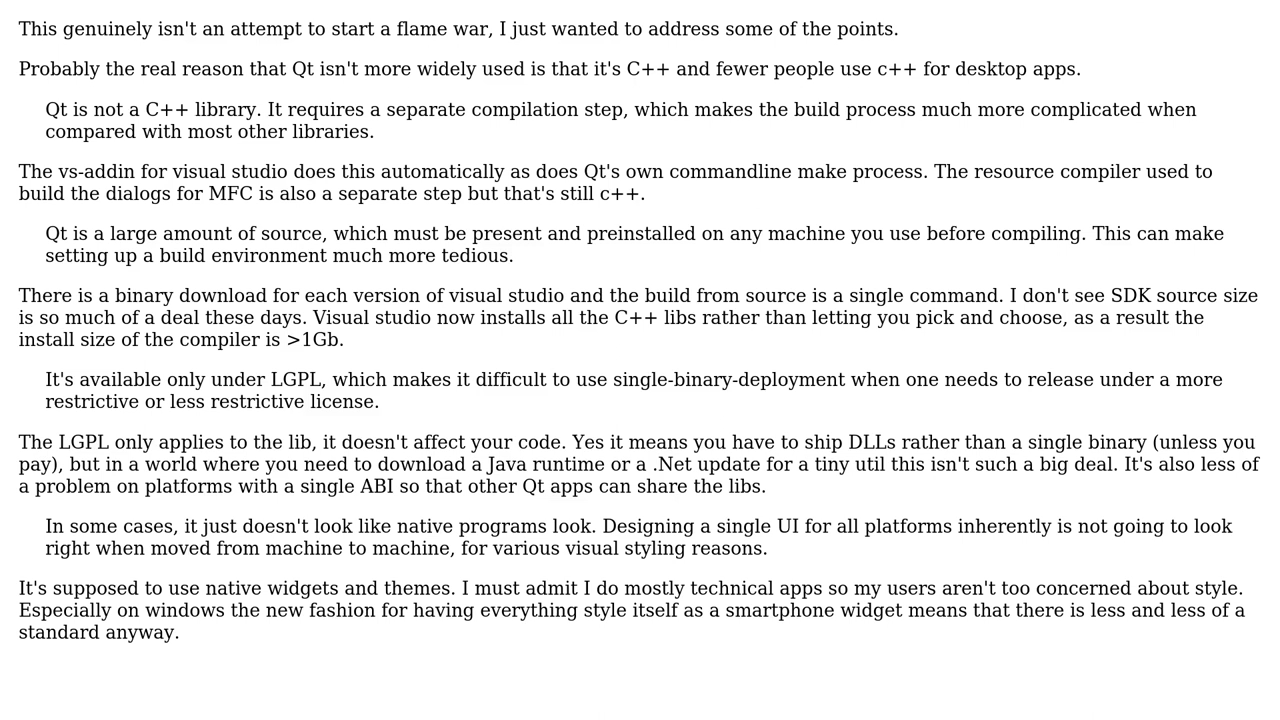 This genuinely isn't an attempt to start a flame war, I just wanted to address some of the points.
Probably the real reason that Qt isn't more widely used is that it's C++ and fewer people use c++ for desktop apps.
Qt is not a C++ library. It requires a separate compilation step, which makes the build process much more complicated when
compared with most other libraries.
The vs-addin for visual studio does this automatically as does Qt's own commandline make process. The resource compiler used to
build the dialogs for MFC is also a separate step but that's still c++.
Qt is a large amount of source, which must be present and preinstalled on any machine you use before compiling. This can make
setting up a build environment much more tedious.
There is a binary download for each version of visual studio and the build from source is a single command. I don't see SDK source size
is so much of a deal these days. Visual studio now installs all the C++ libs rather than letting you pick and choose, as a result the
install size of the compiler is >1Gb.
It's available only under LGPL, which makes it difficult to use single-binary-deployment when one needs to release under a more
restrictive or less restrictive license.
The LGPL only applies to the lib, it doesn't affect your code. Yes it means you have to ship DLLs rather than a single binary (unless you
pay), but in a world where you need to download a Java runtime or a .Net update for a tiny util this isn't such a big deal. It's also less of
a problem on platforms with a single ABI so that other Qt apps can share the libs.
In some cases, it just doesn't look like native programs look. Designing a single UI for all platforms inherently is not going to look
right when moved from machine to machine, for various visual styling reasons.
It's supposed to use native widgets and themes. I must admit I do mostly technical apps so my users aren't too concerned about style.
Especially on windows the new fashion for having everything style itself as a smartphone widget means that there is less and less of a
standard anyway.